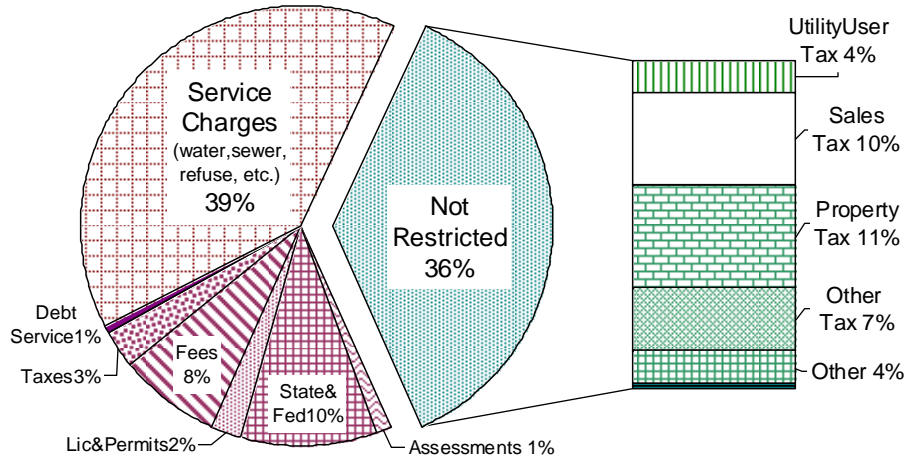 Service
Charges
(water,sewer,
refuse, etc.)
39%
Not
Restricted
36%
Debt
Service1%
Taxes3%
Fees
8%
Lic&Permits2%
State&
Fed10%
Assessments 1%
UtilityUser
Tax 4%
Sales
Tax 10%
Property
Tax 11%
Other
Tax 7%
Other 4%